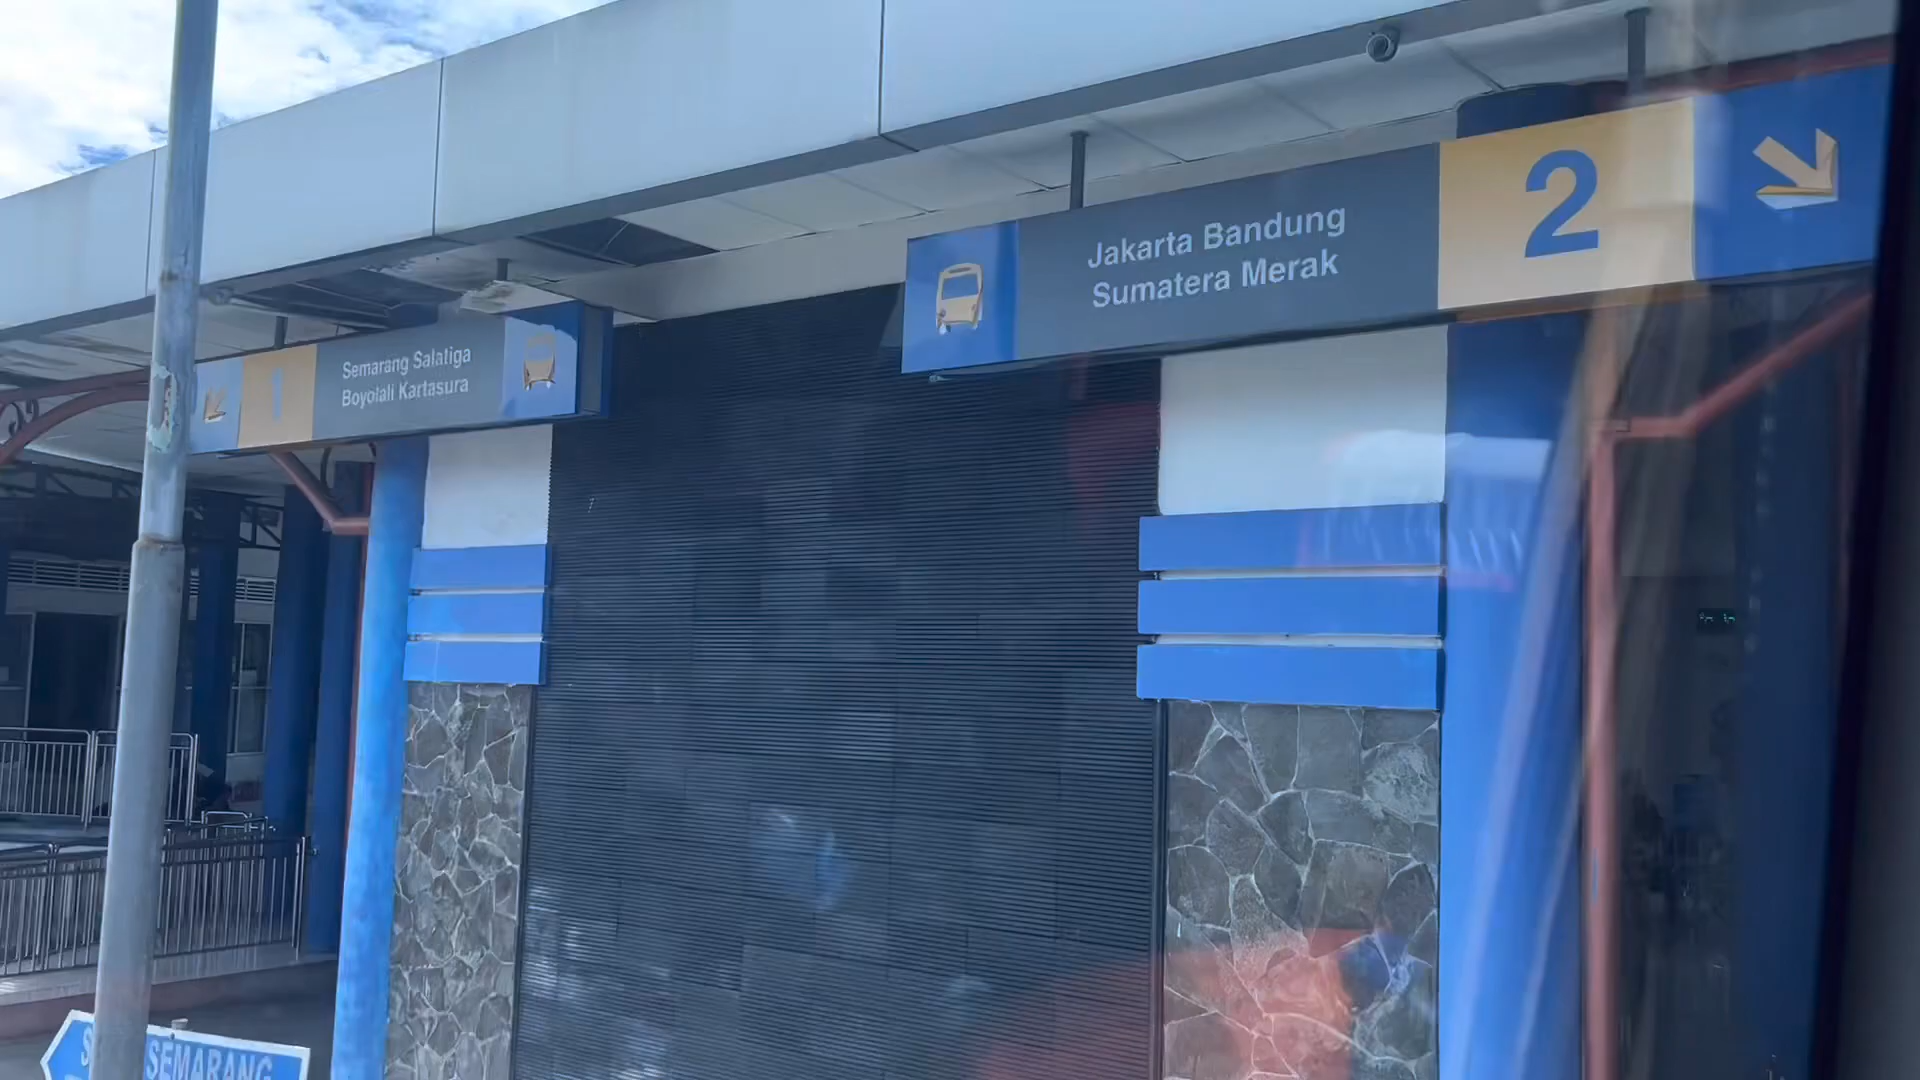 1
Semarang Salatiga
Boyolali Kartasura
Jakarta Bandung
Sumatera Merak
2
SEMARANG